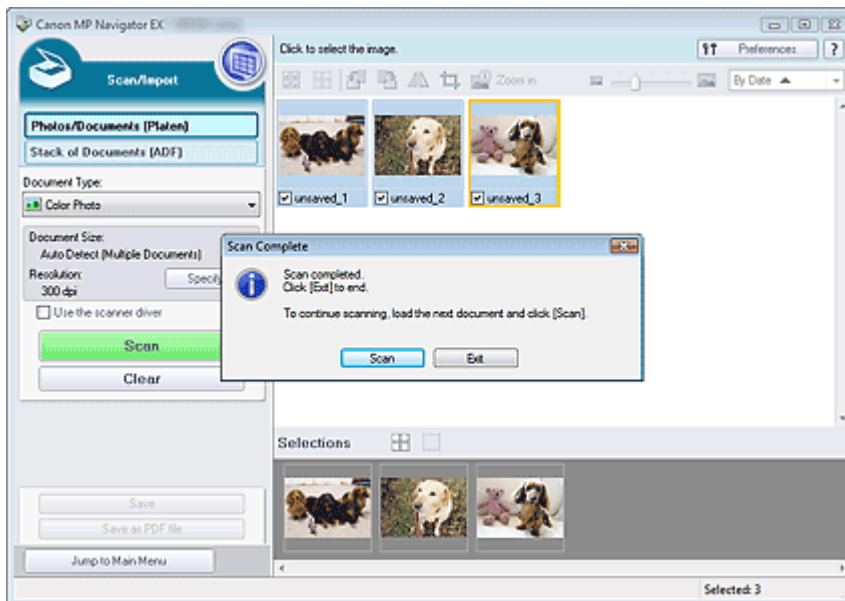 Canon MP Navigator EX
Scan/Import
Click to select the image.
Preferences
?
Zoom in
By Date
Photos/Documents (Platen)
Stack of Documents (ADF)
Document Type:
Color Photo
Document Size:
Auto Detect (Multiple Documents)
Resolution:
300 dpi
Specify
Use the scanner driver
Scan
Clear
unsaved_1
unsaved_2
unsaved_3
Scan Complete
Scan completed.
Click [Exit] to end.
To continue scanning, load the next document and click [Scan].
Scan
Exit
Selections
Save
Save as PDF file
Jump to Main Menu
Selected: 3